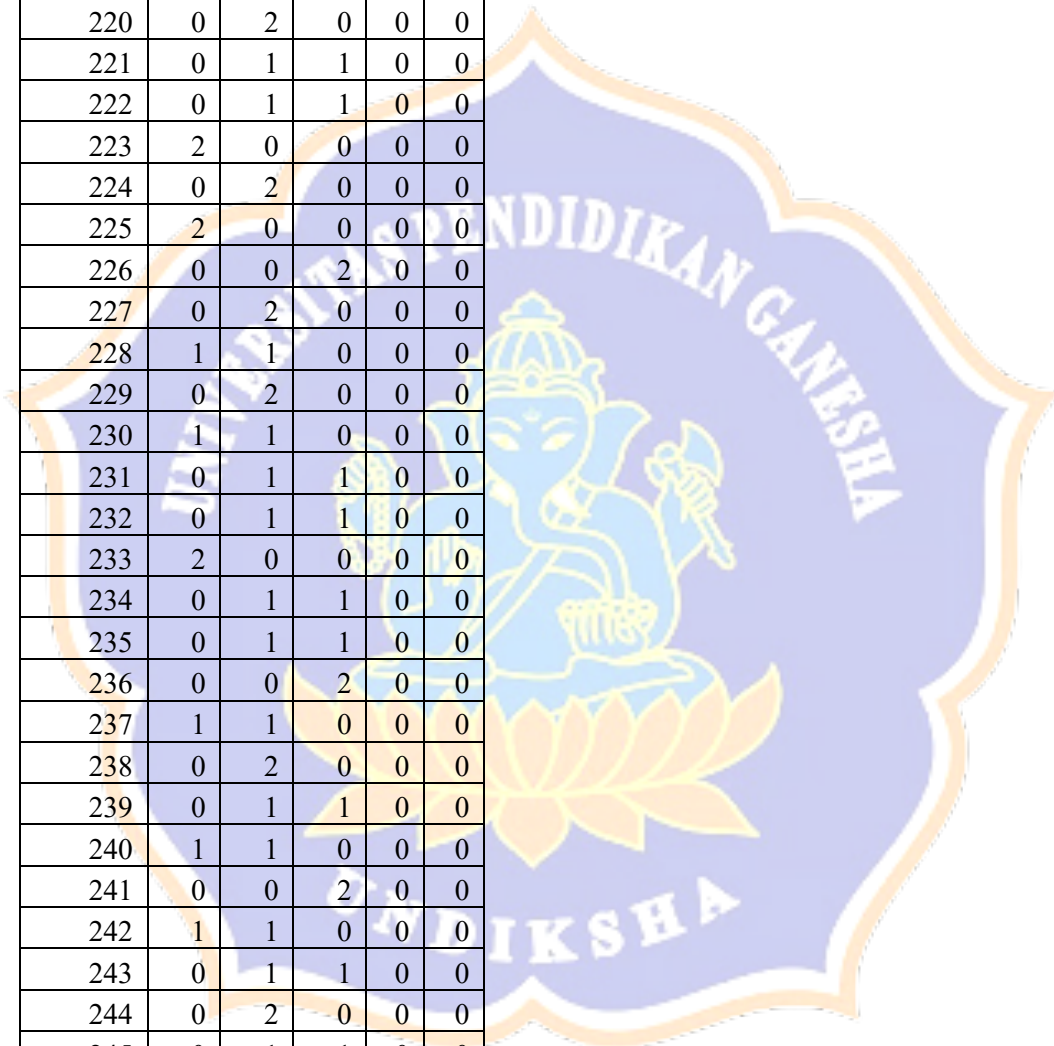 220 0 2 0 0 0
221 0 1 1 0 0
222 0 1 1 0 0
223 2 0 0 0 0
224 0 2 0 0 0
225 2 0 0 0 0
226 0 0 2 0 0
227 0 2 0 0 0
228 1 1 0 0 0
229 0 2 0 0 0
230 1 1 0 0 0
231 0 1 1 0 0
232 0 1 1 0 0
233 2 0 0 0 0
234 0 1 1 0 0
235 0 1 1 0 0
236 0 0 2 0 0
237 1 1 0 0 0
238 0 2 0 0 0
239 0 1 1 0 0
240 1 1 0 0 0
241 0 0 2 0 0
242 1 1 0 0 0
243 0 1 1 0 0
244 0 2 0 0 0
UNIVERSITAS PENDIDIKAN GANESHA
UNDIKSHA